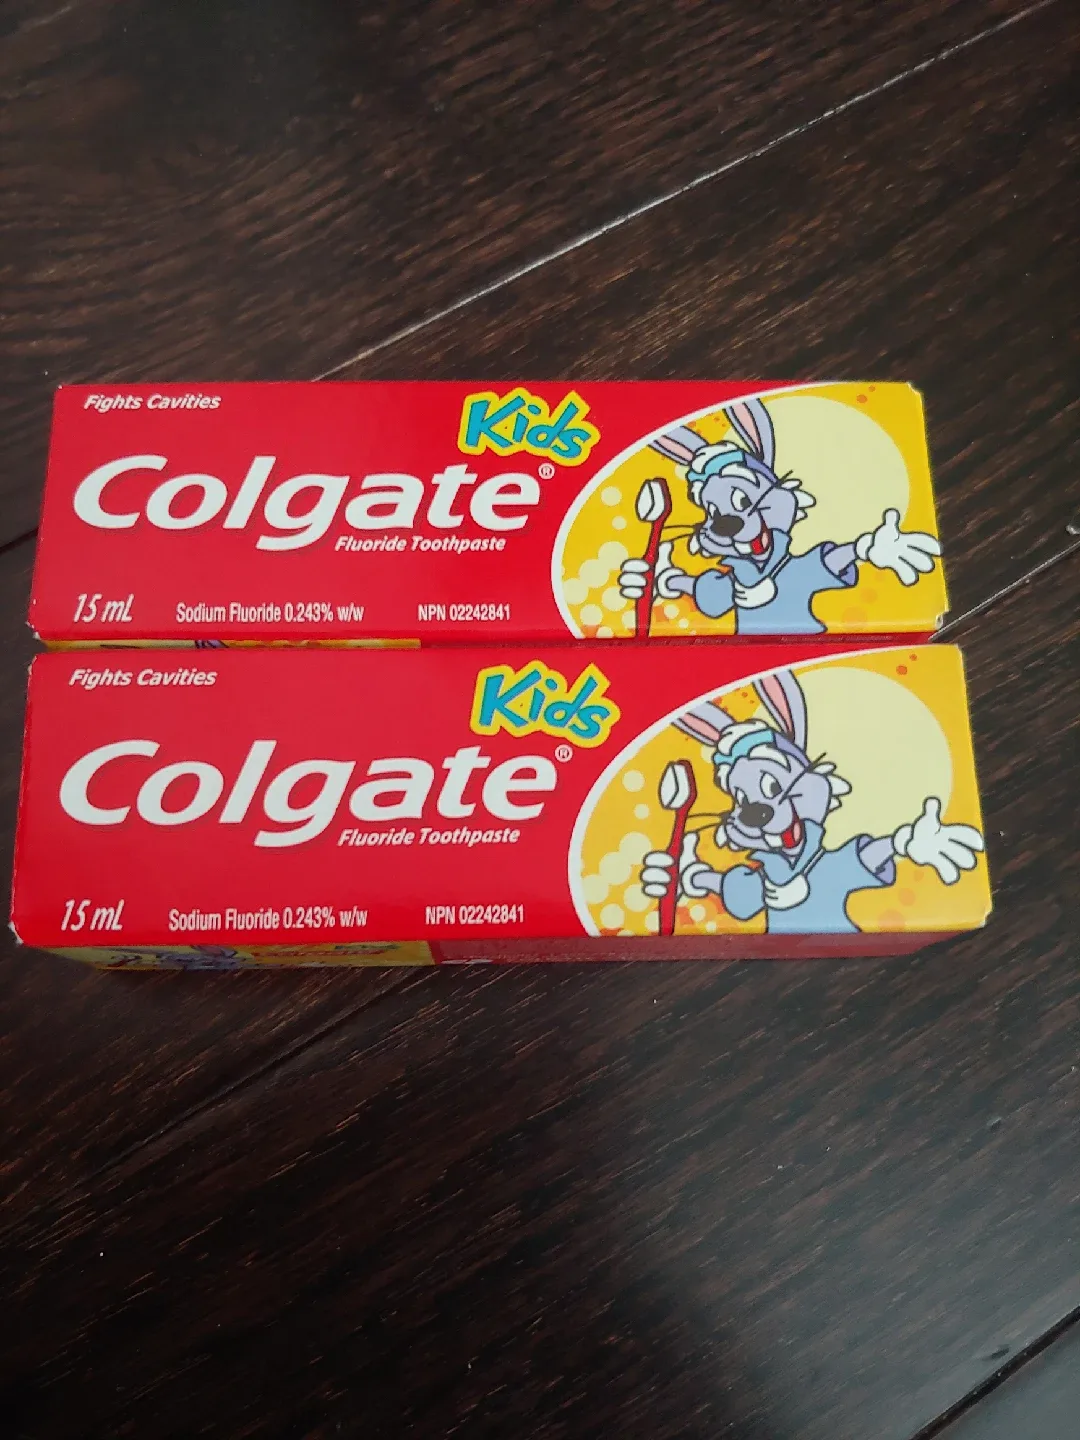 Fights Cavities
Kids
Colgate®
Fluoride Toothpaste
15 mL Sodium Fluoride 0.243% w/w NPN 02242841
Fights Cavities
Kids
Colgate®
Fluoride Toothpaste
15 mL Sodium Fluoride 0.243% w/w NPN 02242841